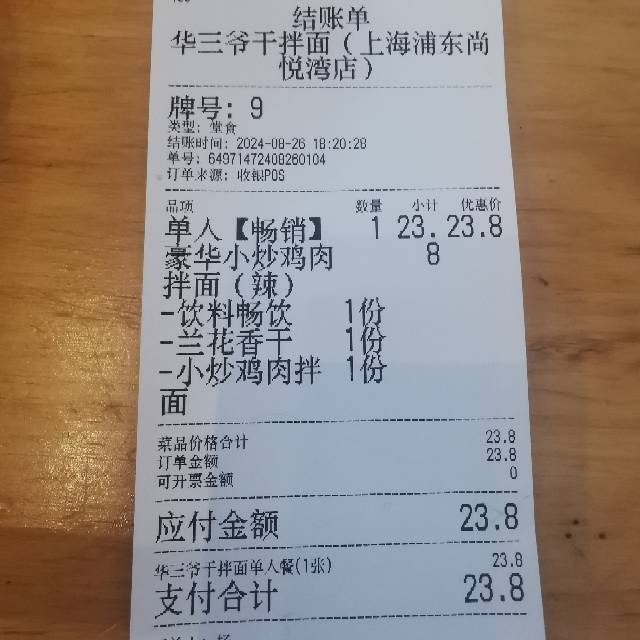 结账单
华三爷干拌面（上海浦东尚
悦湾店）
牌号: 9
类型: 堂食
结账时间: 2024-08-26 18:20:28
单号: 64971472408260104
订单来源: 收银POS
品项 数量 小计 优惠价
单人【畅销】 1 23. 23.8
豪华小炒鸡肉 8
拌面（辣）
-饮料畅饮 1份
-兰花香干 1份
-小炒鸡肉拌 1份
面
菜品价格合计 23.8
订单金额 23.8
可开票金额 0
应付金额 23.8
华三爷干拌面单人餐(1张) 23.8
支付合计 23.8